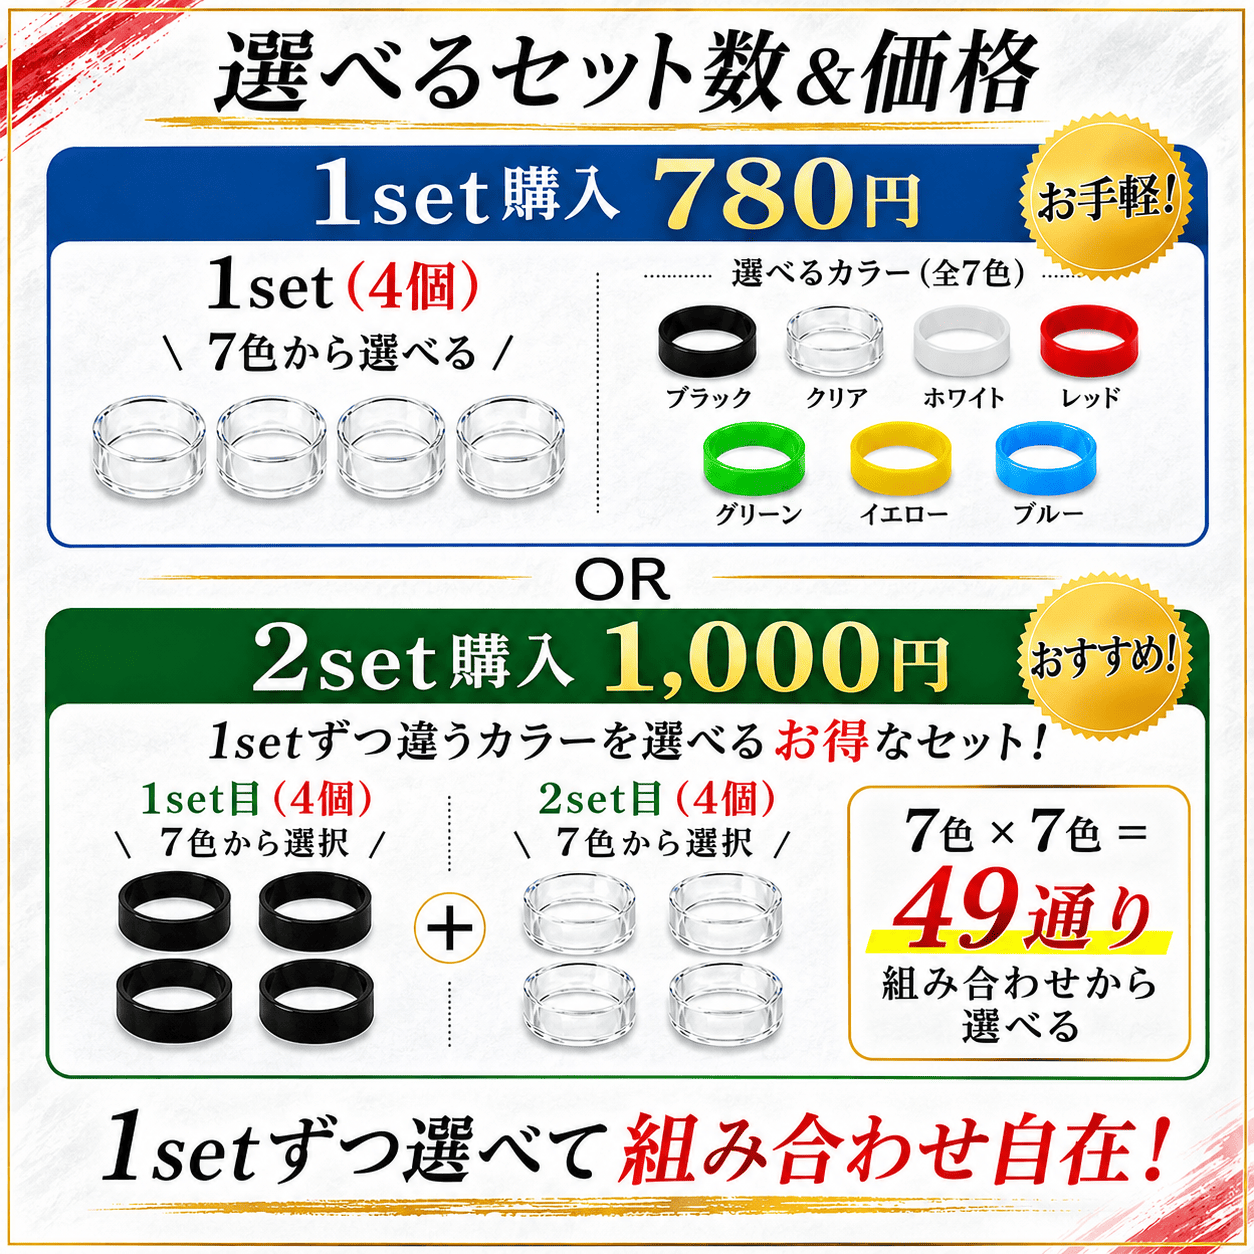 選べるセット数&価格
1set 購入 780円
お手軽!
1set(4個)
\ 7色から選べる /
選べるカラー(全7色)
ブラック クリア ホワイト レッド
グリーン イエロー ブルー
OR
2set 購入 1,000円
おすすめ!
1setずつ違うカラーを選べるお得なセット!
1set目(4個)
\ 7色から選択 /
+
2set目(4個)
\ 7色から選択 /
7色×7色=
49通り
組み合わせから
選べる
1setずつ選べて組み合わせ自在!